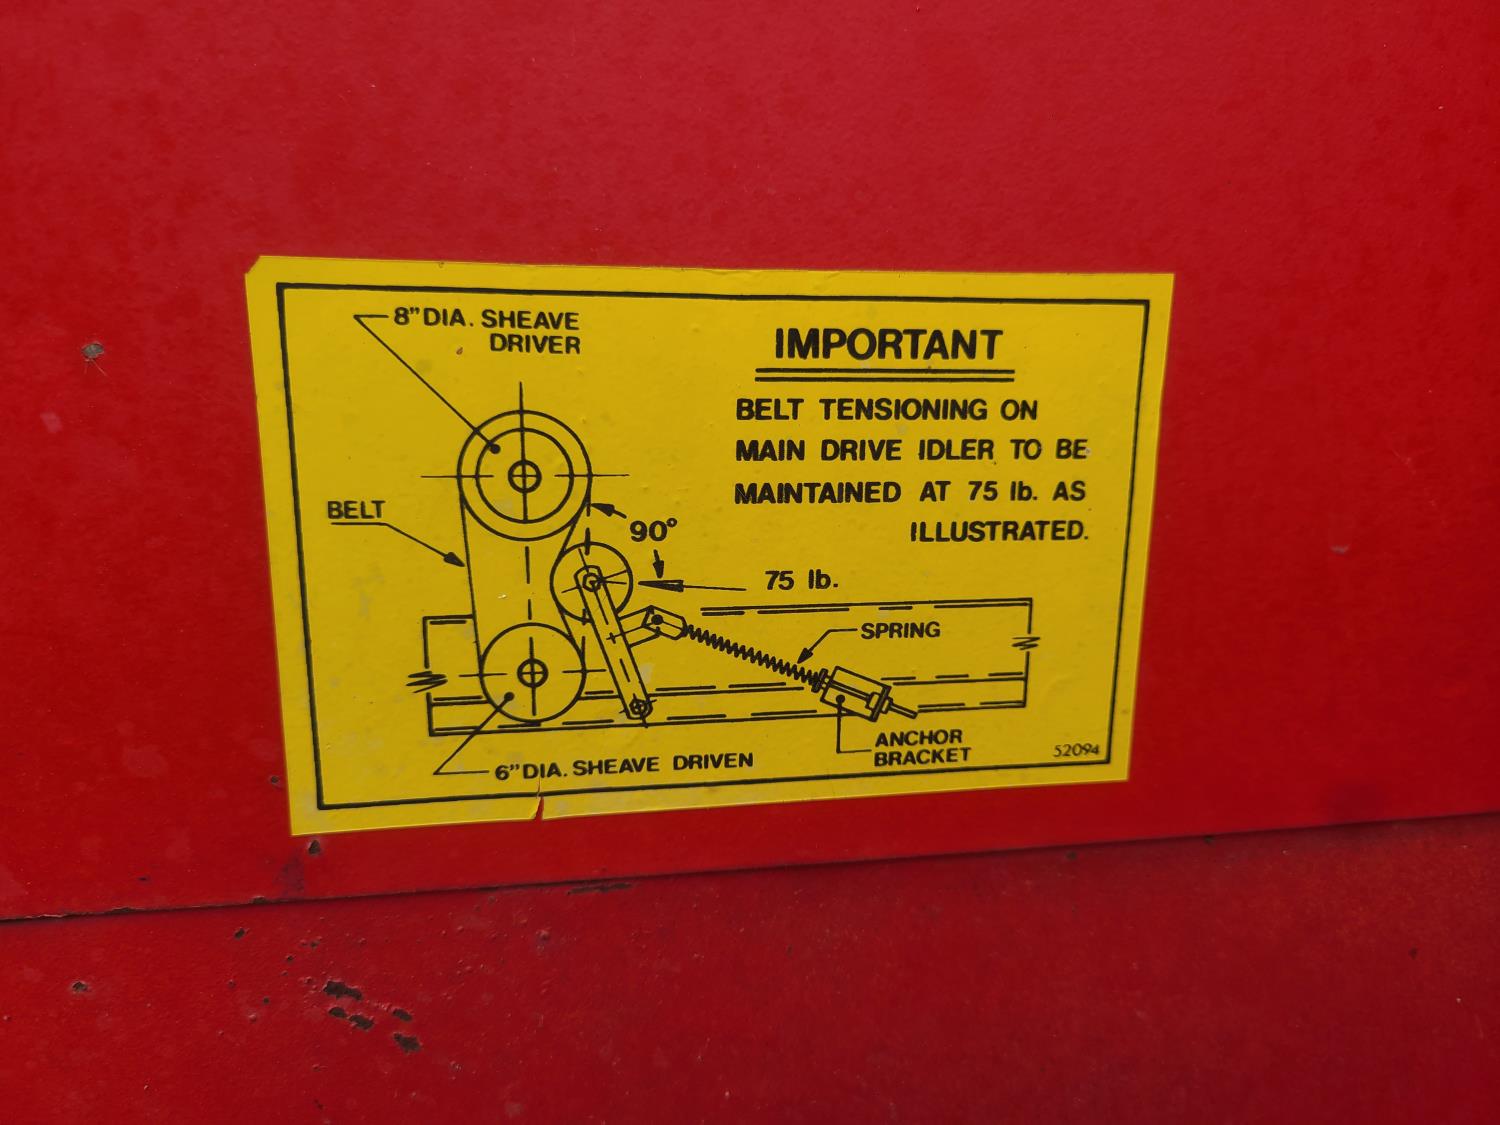 8" DIA. SHEAVE
DRIVER
IMPORTANT
BELT TENSIONING ON
MAIN DRIVE IDLER TO BE
MAINTAINED AT 75 lb. AS
ILLUSTRATED.
BELT
90°
75 lb.
SPRING
ANCHOR
BRACKET
52094
6" DIA. SHEAVE DRIVEN